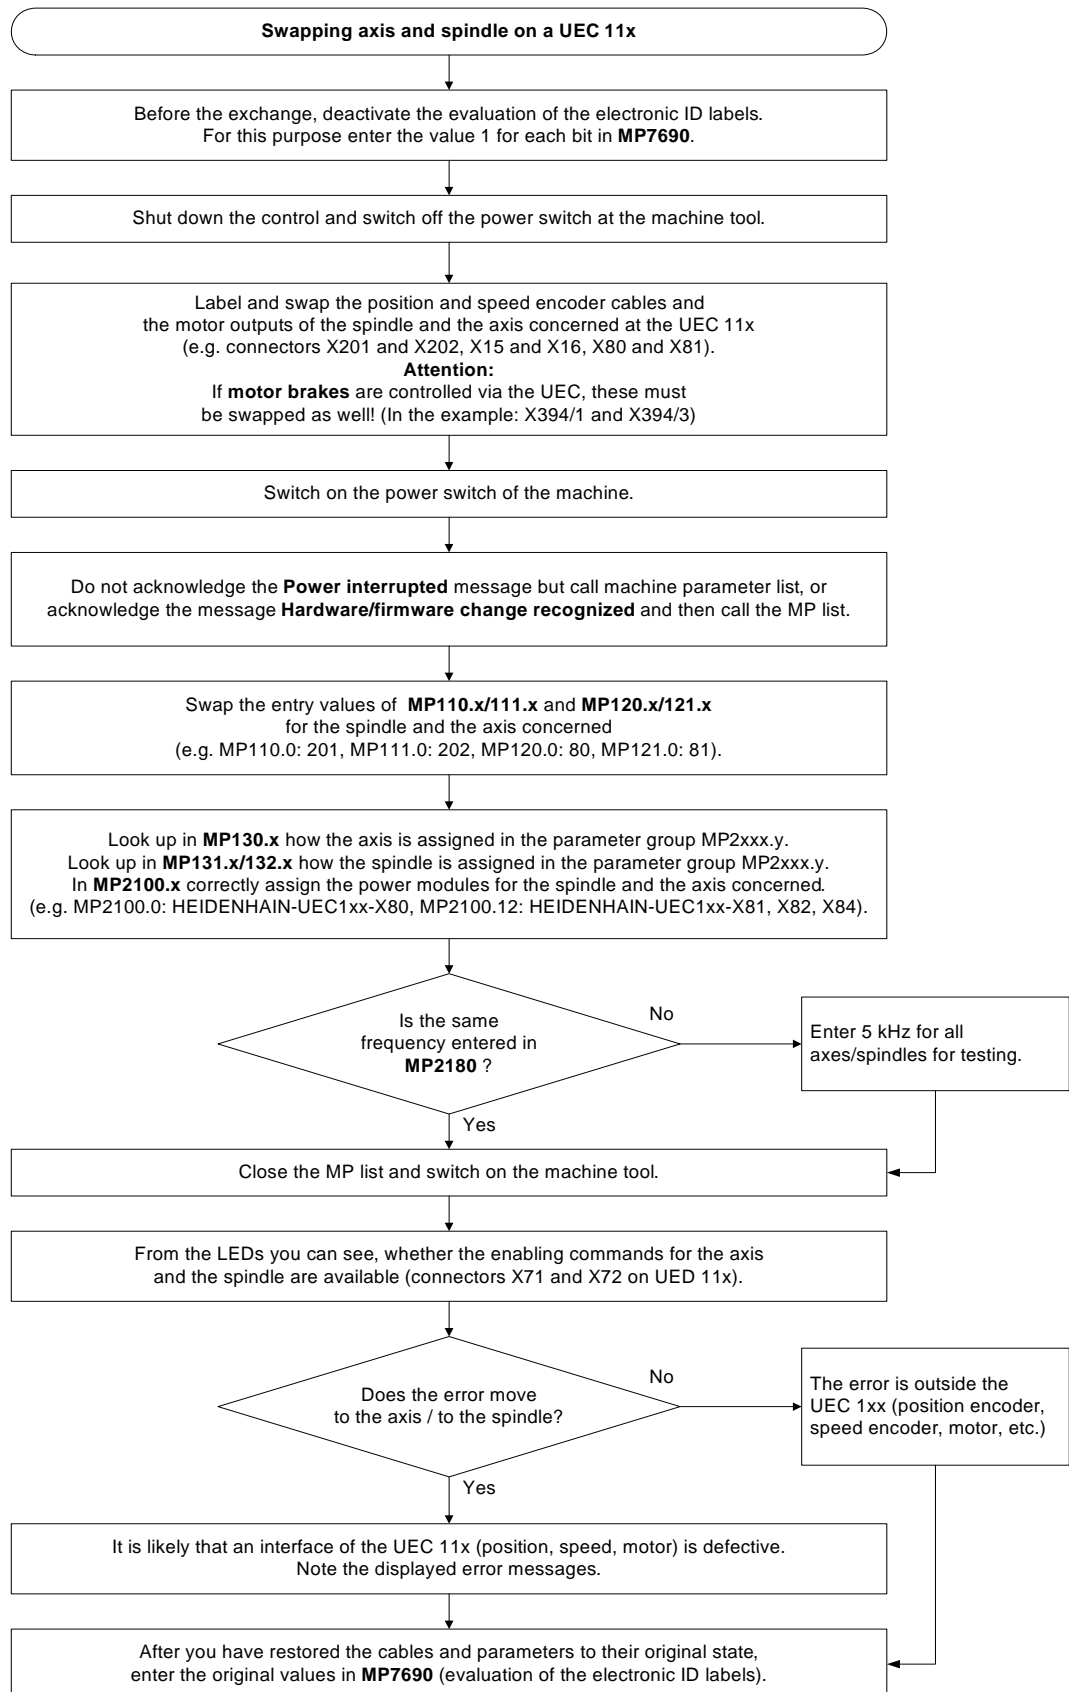 Swapping axis and spindle on a UEC 11x
Before the exchange, deactivate the evaluation of the electronic ID labels.
For this purpose enter the value 1 for each bit in MP7690.
Shut down the control and switch off the power switch at the machine tool.
Label and swap the position and speed encoder cables and
the motor outputs of the spindle and the axis concerned at the UEC 11x
(e.g. connectors X201 and X202, X15 and X16, X80 and X81).
Attention:
If motor brakes are controlled via the UEC, these must
be swapped as well! (In the example: X394/1 and X394/3)
Switch on the power switch of the machine.
Do not acknowledge the Power interrupted message but call machine parameter list, or
acknowledge the message Hardware/firmware change recognized and then call the MP list.
Swap the entry values of MP110.x/111.x and MP120.x/121.x
for the spindle and the axis concerned
(e.g. MP110.0: 201, MP111.0: 202, MP120.0: 80, MP121.0: 81).
Look up in MP130.x how the axis is assigned in the parameter group MP2xxx.y.
Look up in MP131.x/132.x how the spindle is assigned in the parameter group MP2xxx.y.
In MP2100.x correctly assign the power modules for the spindle and the axis concerned.
(e.g. MP2100.0: HEIDENHAIN-UEC1xx-X80, MP2100.12: HEIDENHAIN-UEC1xx-X81, X82, X84).
Is the same
frequency entered in
MP2180 ?
No
Enter 5 kHz for all
axes/spindles for testing.
Yes
Close the MP list and switch on the machine tool.
From the LEDs you can see, whether the enabling commands for the axis
and the spindle are available (connectors X71 and X72 on UED 11x).
Does the error move
to the axis / to the spindle?
No
The error is outside the
UEC 1xx (position encoder,
speed encoder, motor, etc.)
Yes
It is likely that an interface of the UEC 11x (position, speed, motor) is defective.
Note the displayed error messages.
After you have restored the cables and parameters to their original state,
enter the original values in MP7690 (evaluation of the electronic ID labels).